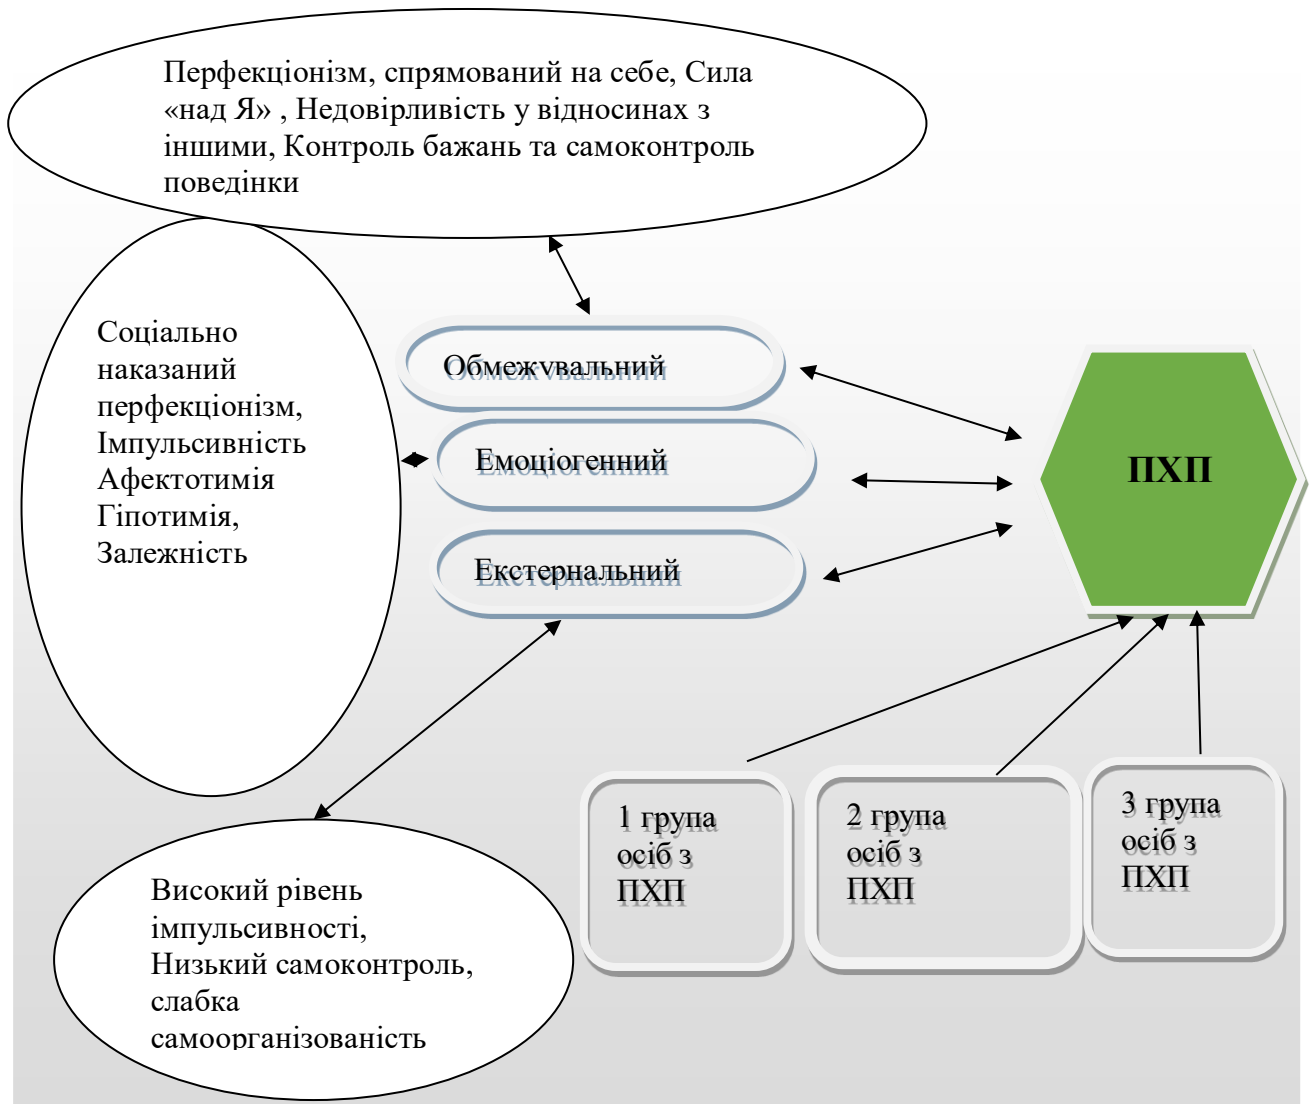 Перфекціонізм, спрямований на себе, Сила
«над Я» , Недовірливість у відносинах з
іншими, Контроль бажань та самоконтроль
поведінки
Соціально
наказаний
перфекціонізм,
Імпульсивність
Афектотимія
Гіпотимія,
Залежність
Обмежувальний
Емоціогенний
Екстернальний
ПХП
1 група
осіб з
ПХП
2 група
осіб з
ПХП
3 група
осіб з
ПХП
Високий рівень
імпульсивності,
Низький самоконтроль,
слабка
самоорганізованість